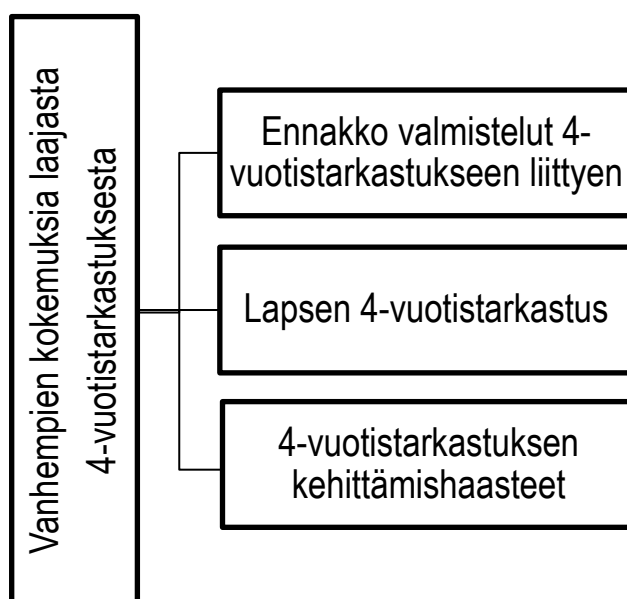 Vanhempien kokemuksia laajasta
4-vuotistarkastuksesta
Ennakko valmistelut 4-
vuotistarkastukseen liittyen
Lapsen 4-vuotistarkastus
4-vuotistarkastuksen
kehittämishaasteet